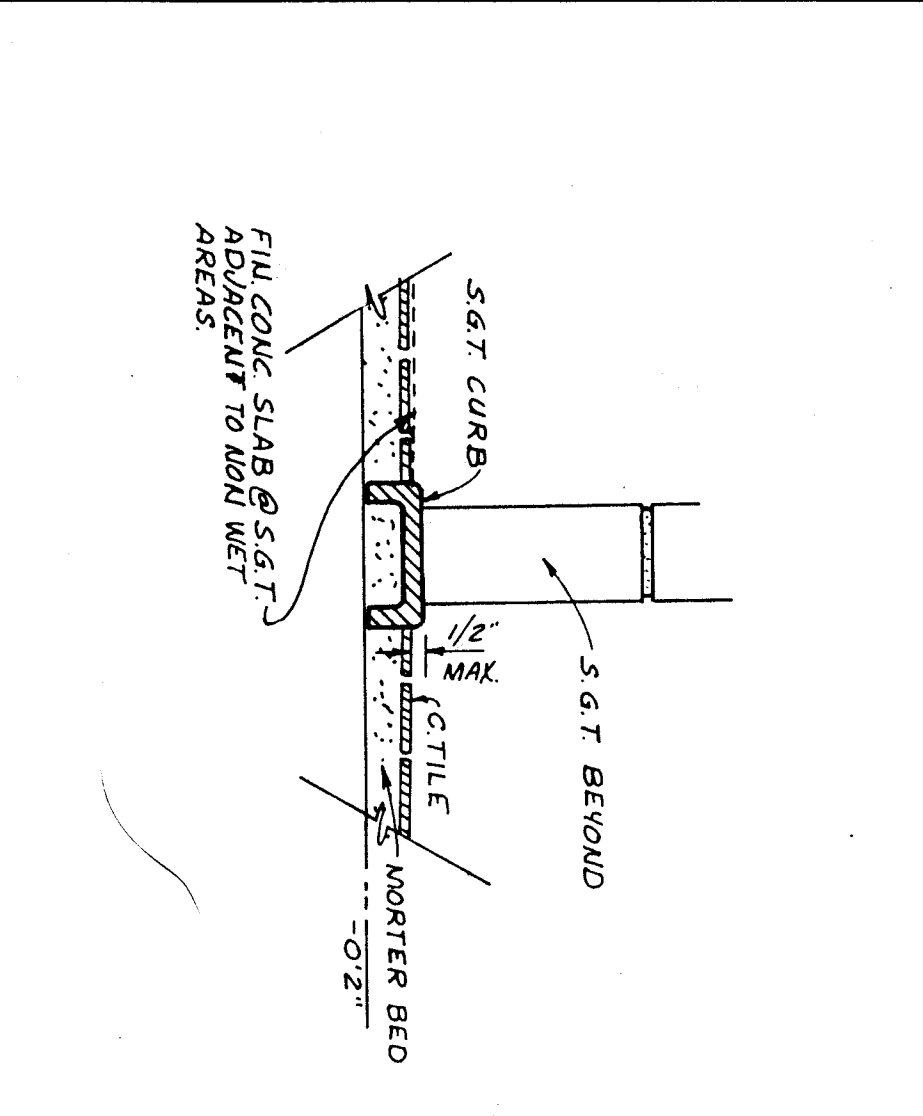 S.G.T. BEYOND
S.G.T. CURB
1/2"
MAX.
C.TILE
MORTER BED
-0'2"
FIN. CONC. SLAB @ S.G.T.
ADJACENT TO NON WET
AREAS.